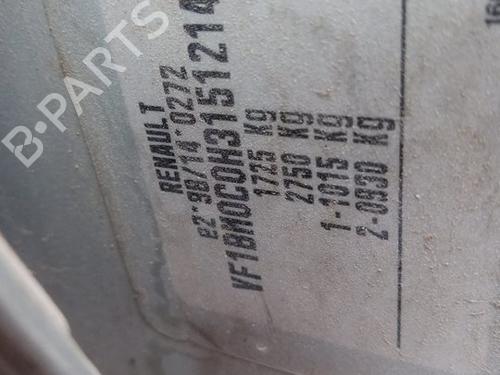 B-PARTS
RENAULT
e2*98/14*0272
VF1BM0C0H3151214
1725 kg
2750 kg
1-1015 kg
2-0930 kg